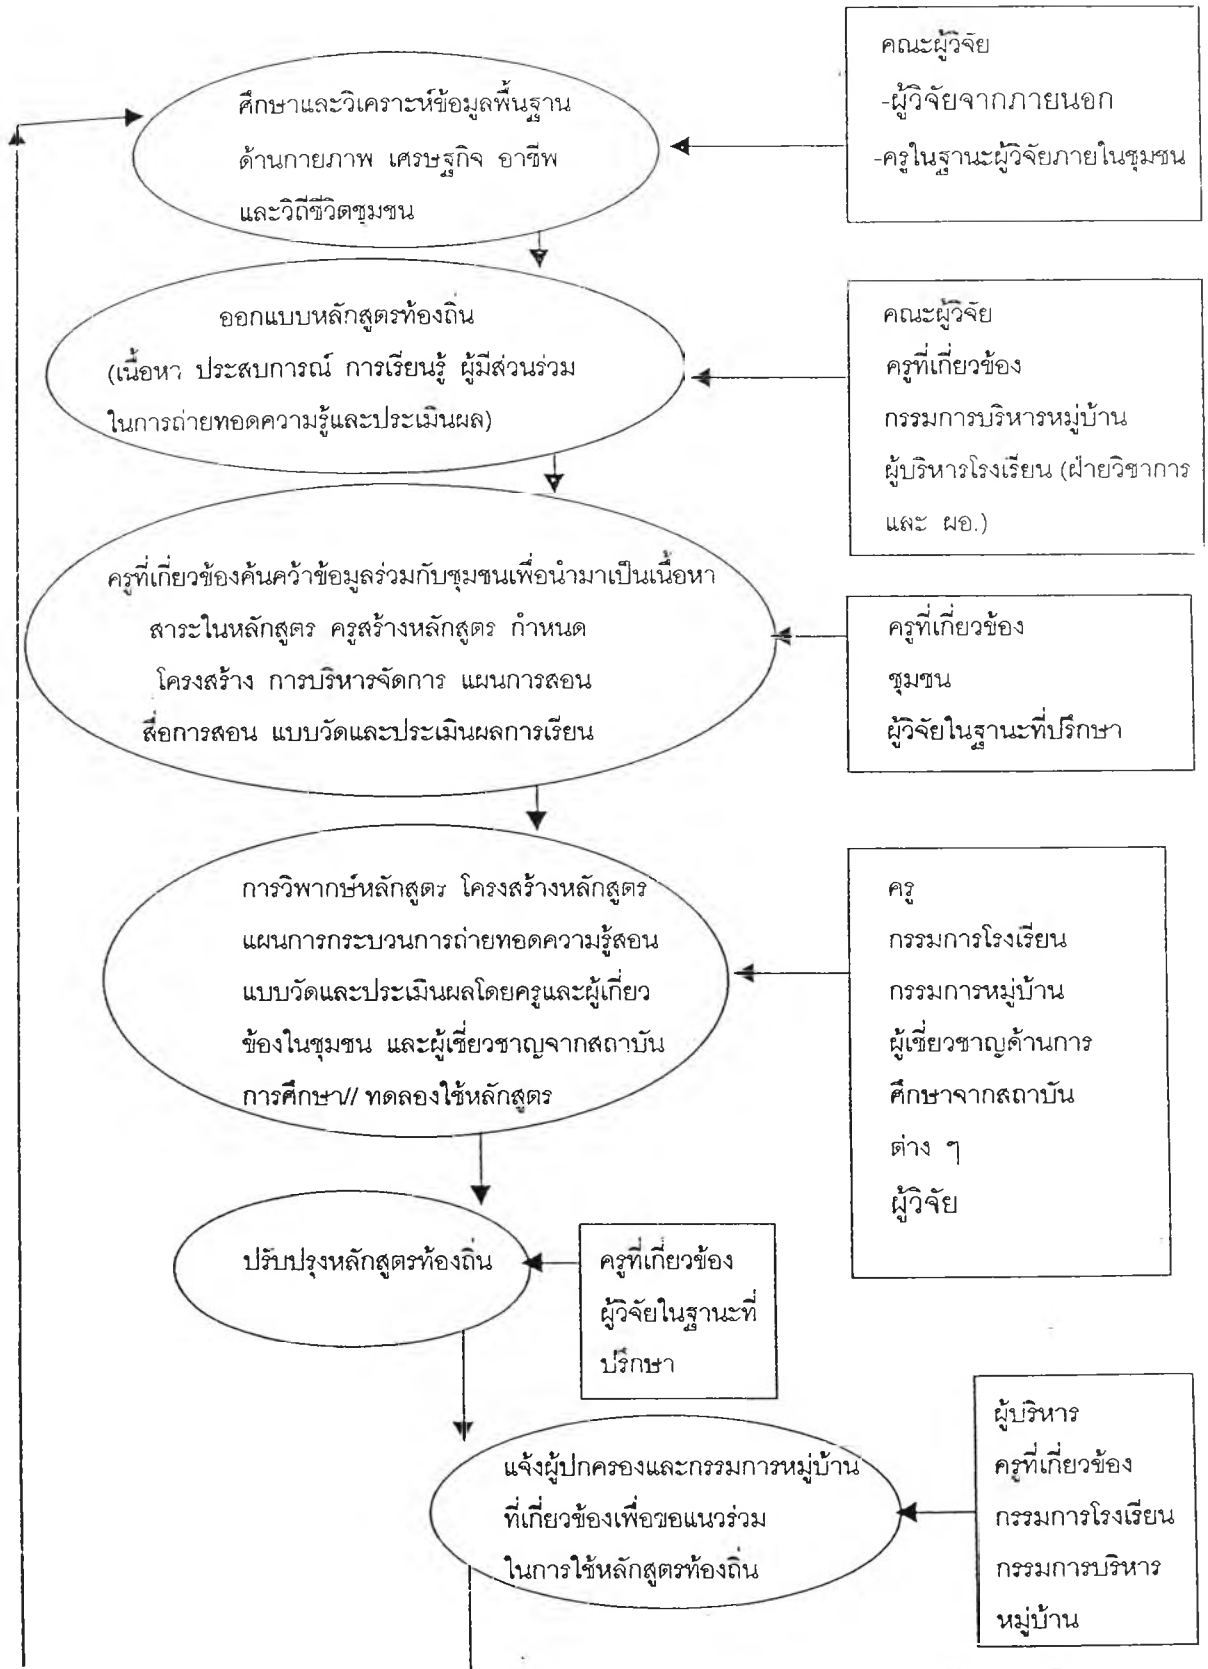 ศึกษาและวิเคราะห์ข้อมูลพื้นฐาน
ด้านกายภาพ เศรษฐกิจ อาชีพ
และวิถีชีวิตชุมชน
คณะผู้วิจัย
-ผู้วิจัยจากภายนอก
-ครูในฐานะผู้วิจัยภายในชุมชน
ออกแบบหลักสูตรท้องถิ่น
(เนื้อหา ประสบการณ์ การเรียนรู้ ผู้มีส่วนร่วม
ในการถ่ายทอดความรู้และประเมินผล)
คณะผู้วิจัย
ครูที่เกี่ยวข้อง
กรรมการบริหารหมู่บ้าน
ผู้บริหารโรงเรียน (ฝ่ายวิชาการ
และ ผอ.)
ครูที่เกี่ยวข้องค้นคว้าข้อมูลร่วมกับชุมชนเพื่อนำมาเป็นเนื้อหา
สาระในหลักสูตร ครูสร้างหลักสูตร กำหนด
โครงสร้าง การบริหารจัดการ แผนการสอน
สื่อการสอน แบบวัดและประเมินผลการเรียน
ครูที่เกี่ยวข้อง
ชุมชน
ผู้วิจัยในฐานะที่ปรึกษา
การวิพากษ์หลักสูตร โครงสร้างหลักสูตร
แผนการกระบวนการถ่ายทอดความรู้สอน
แบบวัดและประเมินผลโดยครูและผู้เกี่ยว
ข้องในชุมชน และผู้เชี่ยวชาญจากสถาบัน
การศึกษา// ทดลองใช้หลักสูตร
ครู
กรรมการโรงเรียน
กรรมการหมู่บ้าน
ผู้เชี่ยวชาญด้านการ
ศึกษาจากสถาบัน
ต่าง ๆ
ผู้วิจัย
ปรับปรุงหลักสูตรท้องถิ่น
ครูที่เกี่ยวข้อง
ผู้วิจัยในฐานะที่
ปรึกษา
แจ้งผู้ปกครองและกรรมการหมู่บ้าน
ที่เกี่ยวข้องเพื่อขอแนวร่วม
ในการใช้หลักสูตรท้องถิ่น
ผู้บริหาร
ครูที่เกี่ยวข้อง
กรรมการโรงเรียน
กรรมการบริหาร
หมู่บ้าน